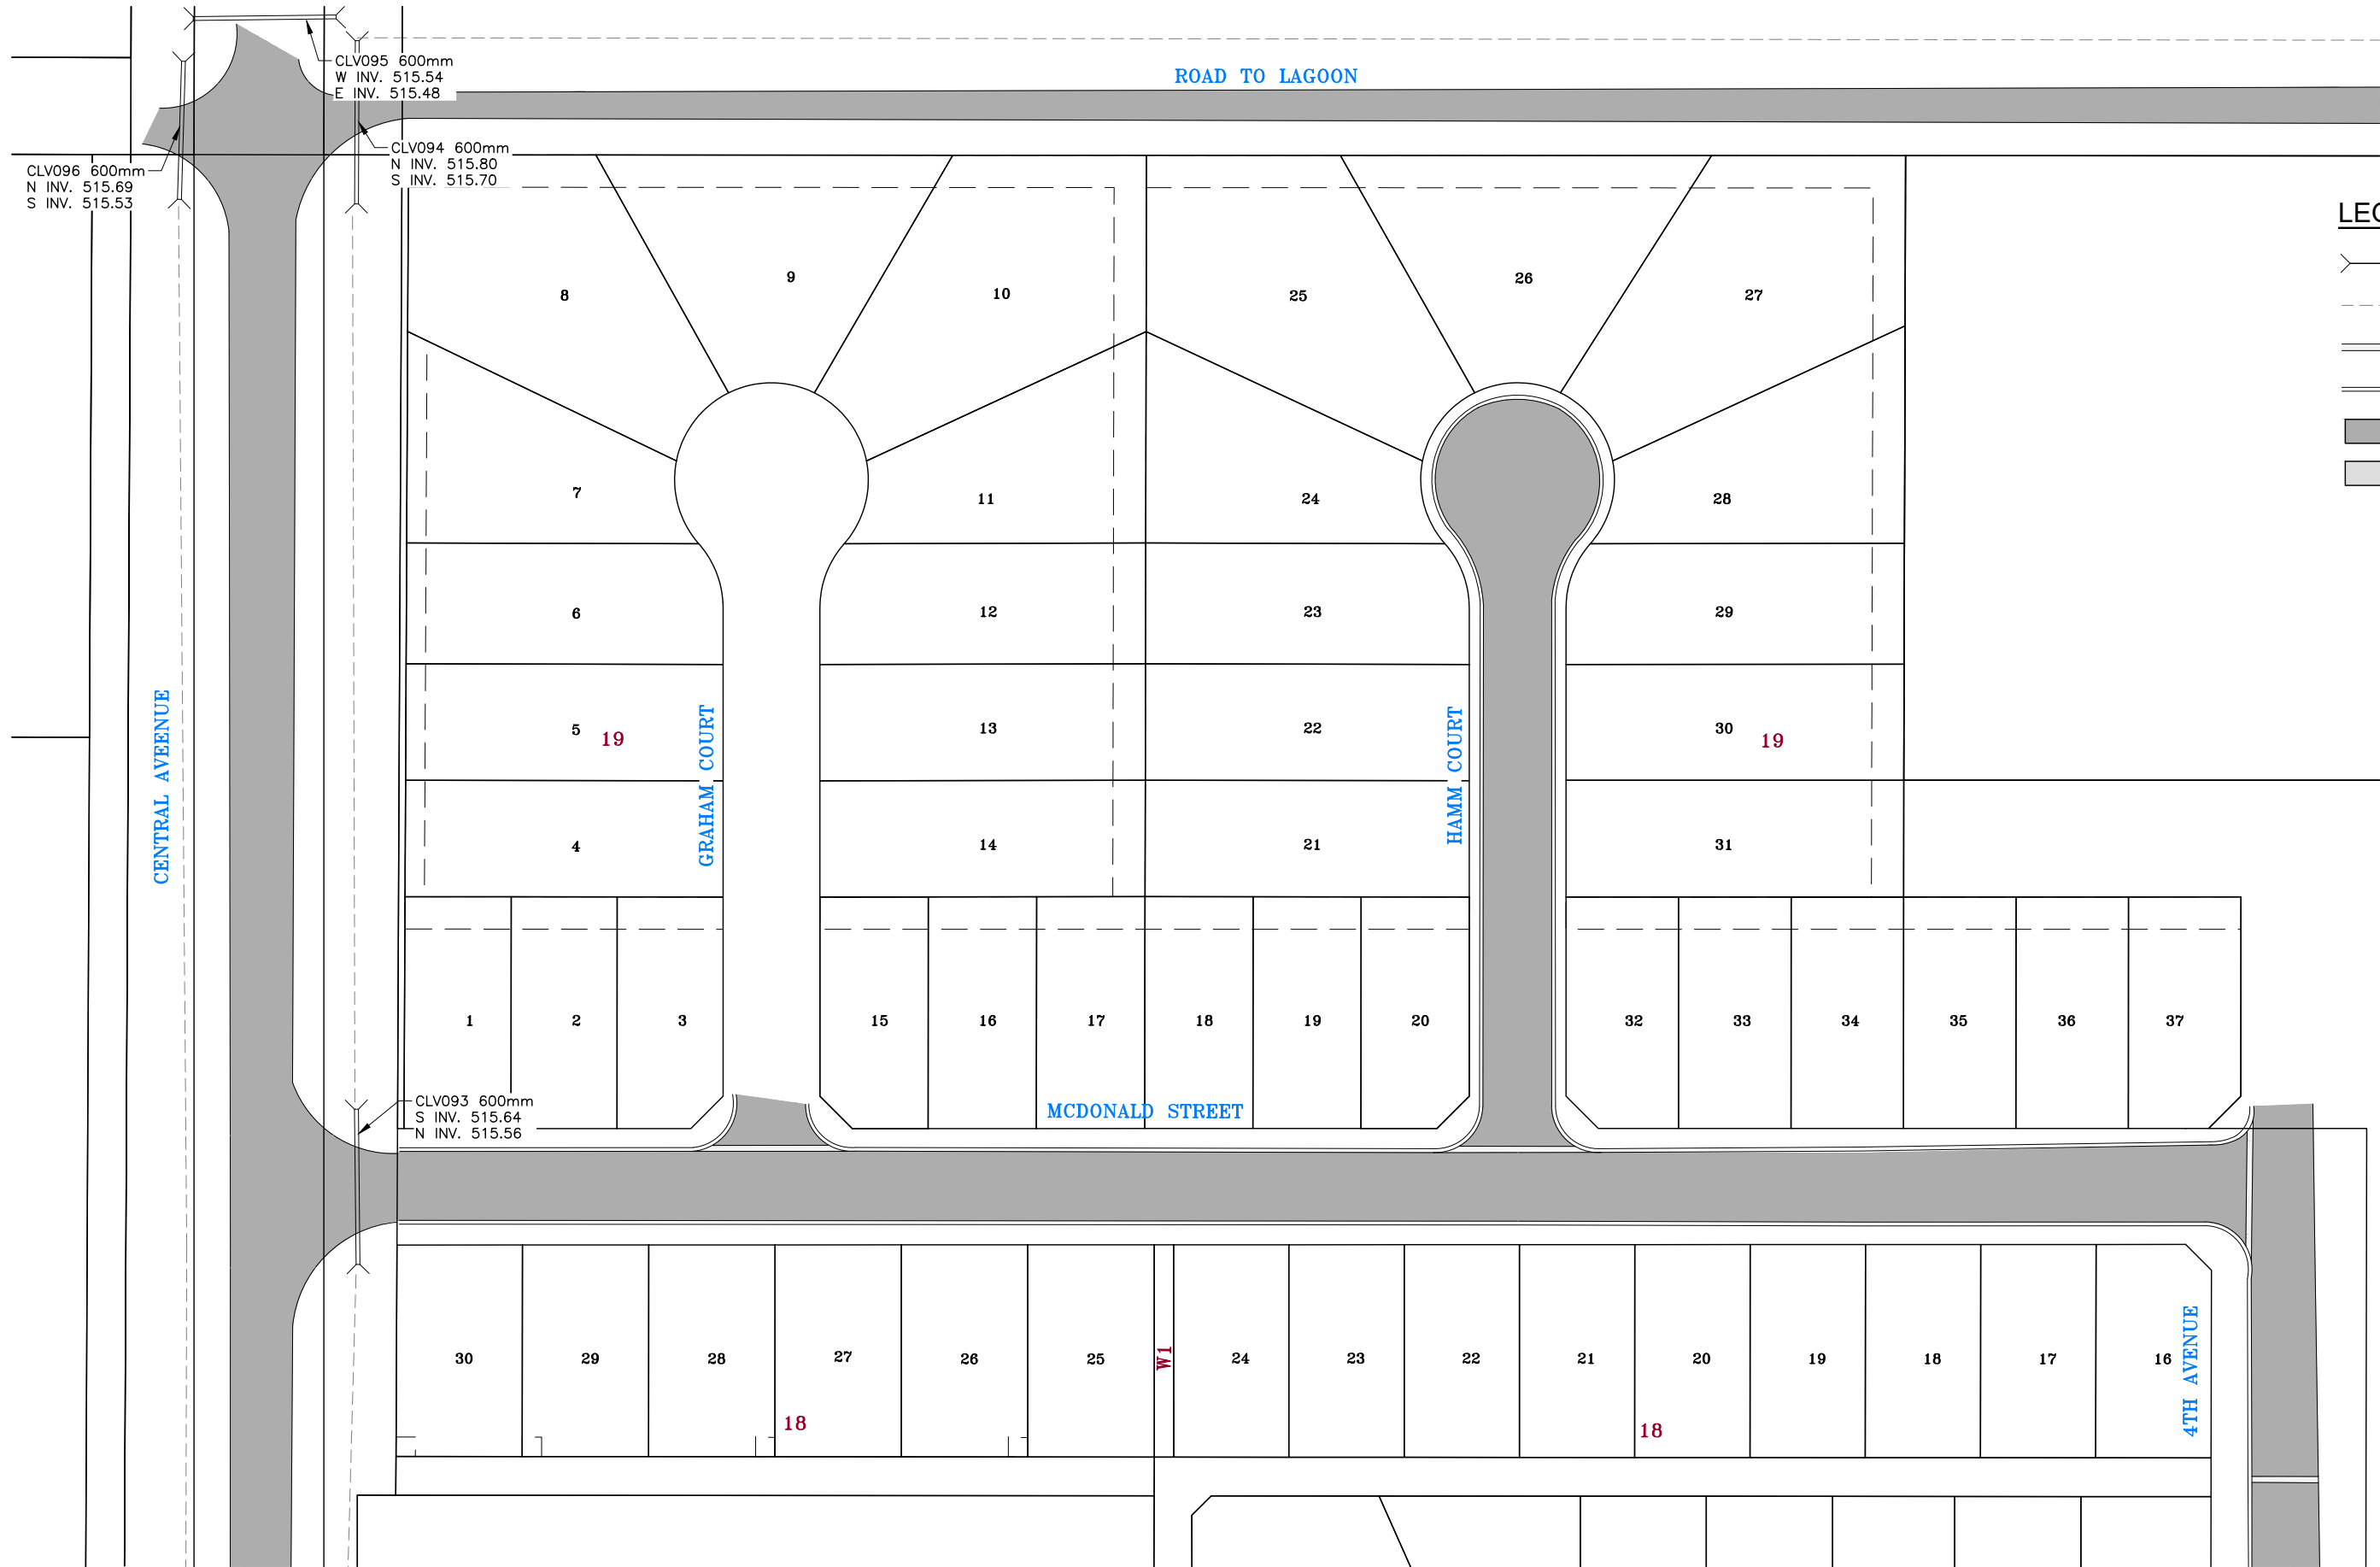 CLV095 600mm
W INV. 515.54
E INV. 515.48
ROAD TO LAGOON
CLV094 600mm
N INV. 515.80
S INV. 515.70
CLV096 600mm
N INV. 515.69
S INV. 515.53
8
9
10
25
26
27
7
11
24
28
6
12
23
29
5
19
13
22
30
19
4
14
21
31
CENTRAL AVEENUE
GRAHAM COURT
HAMM COURT
1
2
3
15
16
17
18
19
20
32
33
34
35
36
37
CLV093 600mm
S INV. 515.64
N INV. 515.56
MCDONALD STREET
30
29
28
27
26
25
W1
24
23
22
21
20
19
18
17
16
4TH AVENUE
18
18